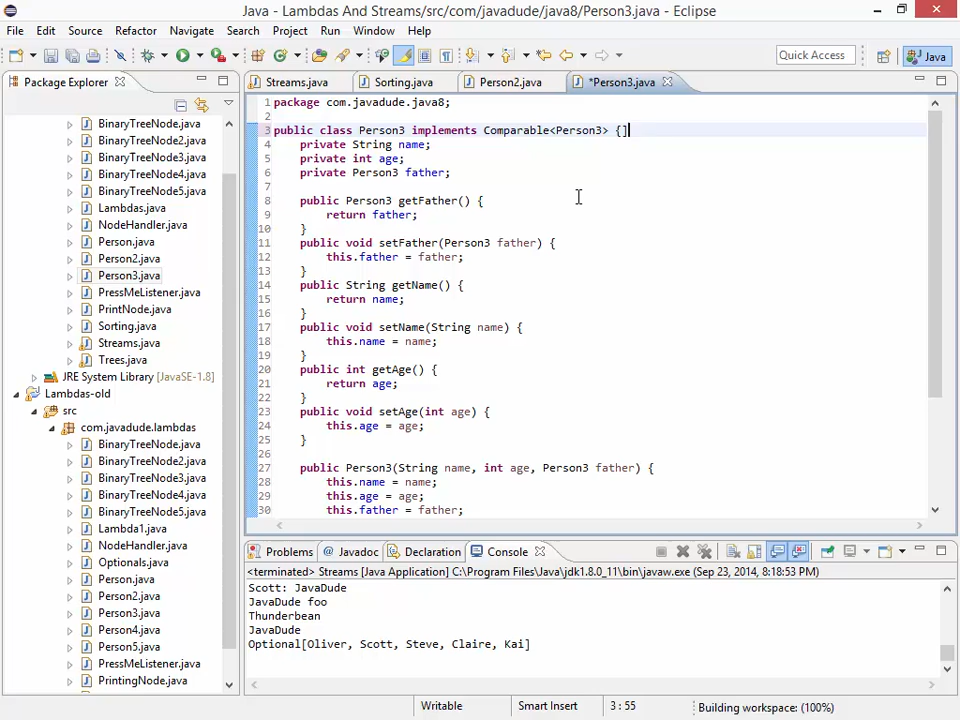 Java - Lambdas And Streams/src/com/javadude/java8/Person3.java - Eclipse
File Edit Source Refactor Navigate Search Project Run Window Help
Quick Access
Java
Package Explorer
Streams.java
Sorting.java
Person2.java
*Person3.java
BinaryTreeNode.java
BinaryTreeNode2.java
BinaryTreeNode3.java
BinaryTreeNode4.java
BinaryTreeNode5.java
Lambdas.java
NodeHandler.java
Person.java
Person2.java
Person3.java
PressMeListener.java
PrintNode.java
Sorting.java
Streams.java
Trees.java
JRE System Library [JavaSE-1.8]
Lambdas-old
src
com.javadude.lambdas
BinaryTreeNode.java
BinaryTreeNode2.java
BinaryTreeNode3.java
BinaryTreeNode4.java
BinaryTreeNode5.java
Lambda1.java
NodeHandler.java
Optionals.java
Person.java
Person2.java
Person3.java
Person4.java
Person5.java
PressMeListener.java
PrintingNode.java
1 package com.javadude.java8;
2
3 public class Person3 implements Comparable<Person3> {]
4 private String name;
5 private int age;
6 private Person3 father;
7
8 public Person3 getFather() {
9 return father;
10 }
11 public void setFather(Person3 father) {
12 this.father = father;
13 }
14 public String getName() {
15 return name;
16 }
17 public void setName(String name) {
18 this.name = name;
19 }
20 public int getAge() {
21 return age;
22 }
23 public void setAge(int age) {
24 this.age = age;
25 }
26
27 public Person3(String name, int age, Person3 father) {
28 this.name = name;
29 this.age = age;
30 this.father = father;
Problems
Javadoc
Declaration
Console
<terminated> Streams [Java Application] C:\Program Files\Java\jdk1.8.0_11\bin\javaw.exe (Sep 23, 2014, 8:18:53 PM)
Scott: JavaDude
JavaDude foo
Thunderbean
JavaDude
Optional[Oliver, Scott, Steve, Claire, Kai]
Writable
Smart Insert
3 : 55
Building workspace: (100%)